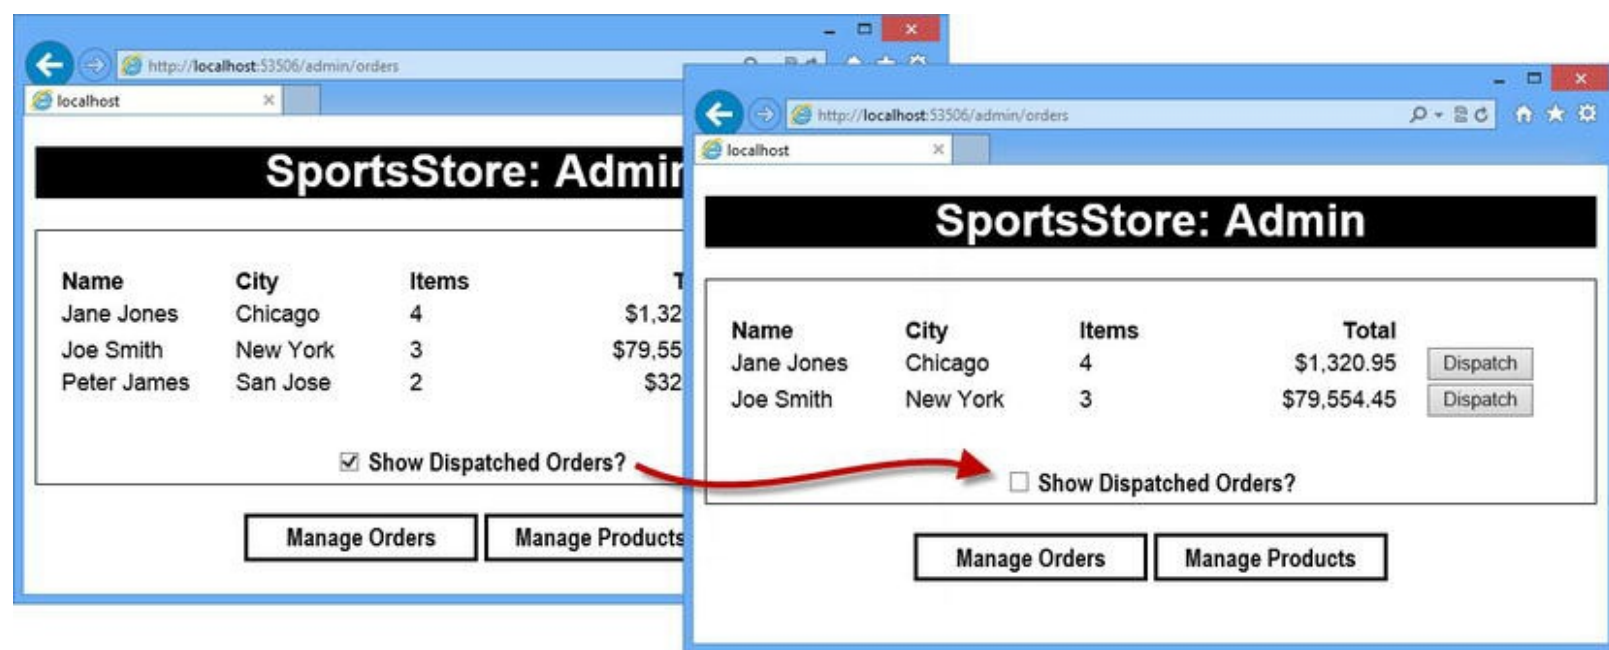 http://localhost:53506/admin/orders
localhost
SportsStore: Admin
Name City Items
Jane Jones Chicago 4 $1,32
Joe Smith New York 3 $79,55
Peter James San Jose 2 $32
Show Dispatched Orders?
Manage Orders Manage Products
http://localhost:53506/admin/orders
localhost
SportsStore: Admin
Name City Items Total
Jane Jones Chicago 4 $1,320.95 Dispatch
Joe Smith New York 3 $79,554.45 Dispatch
Show Dispatched Orders?
Manage Orders Manage Products